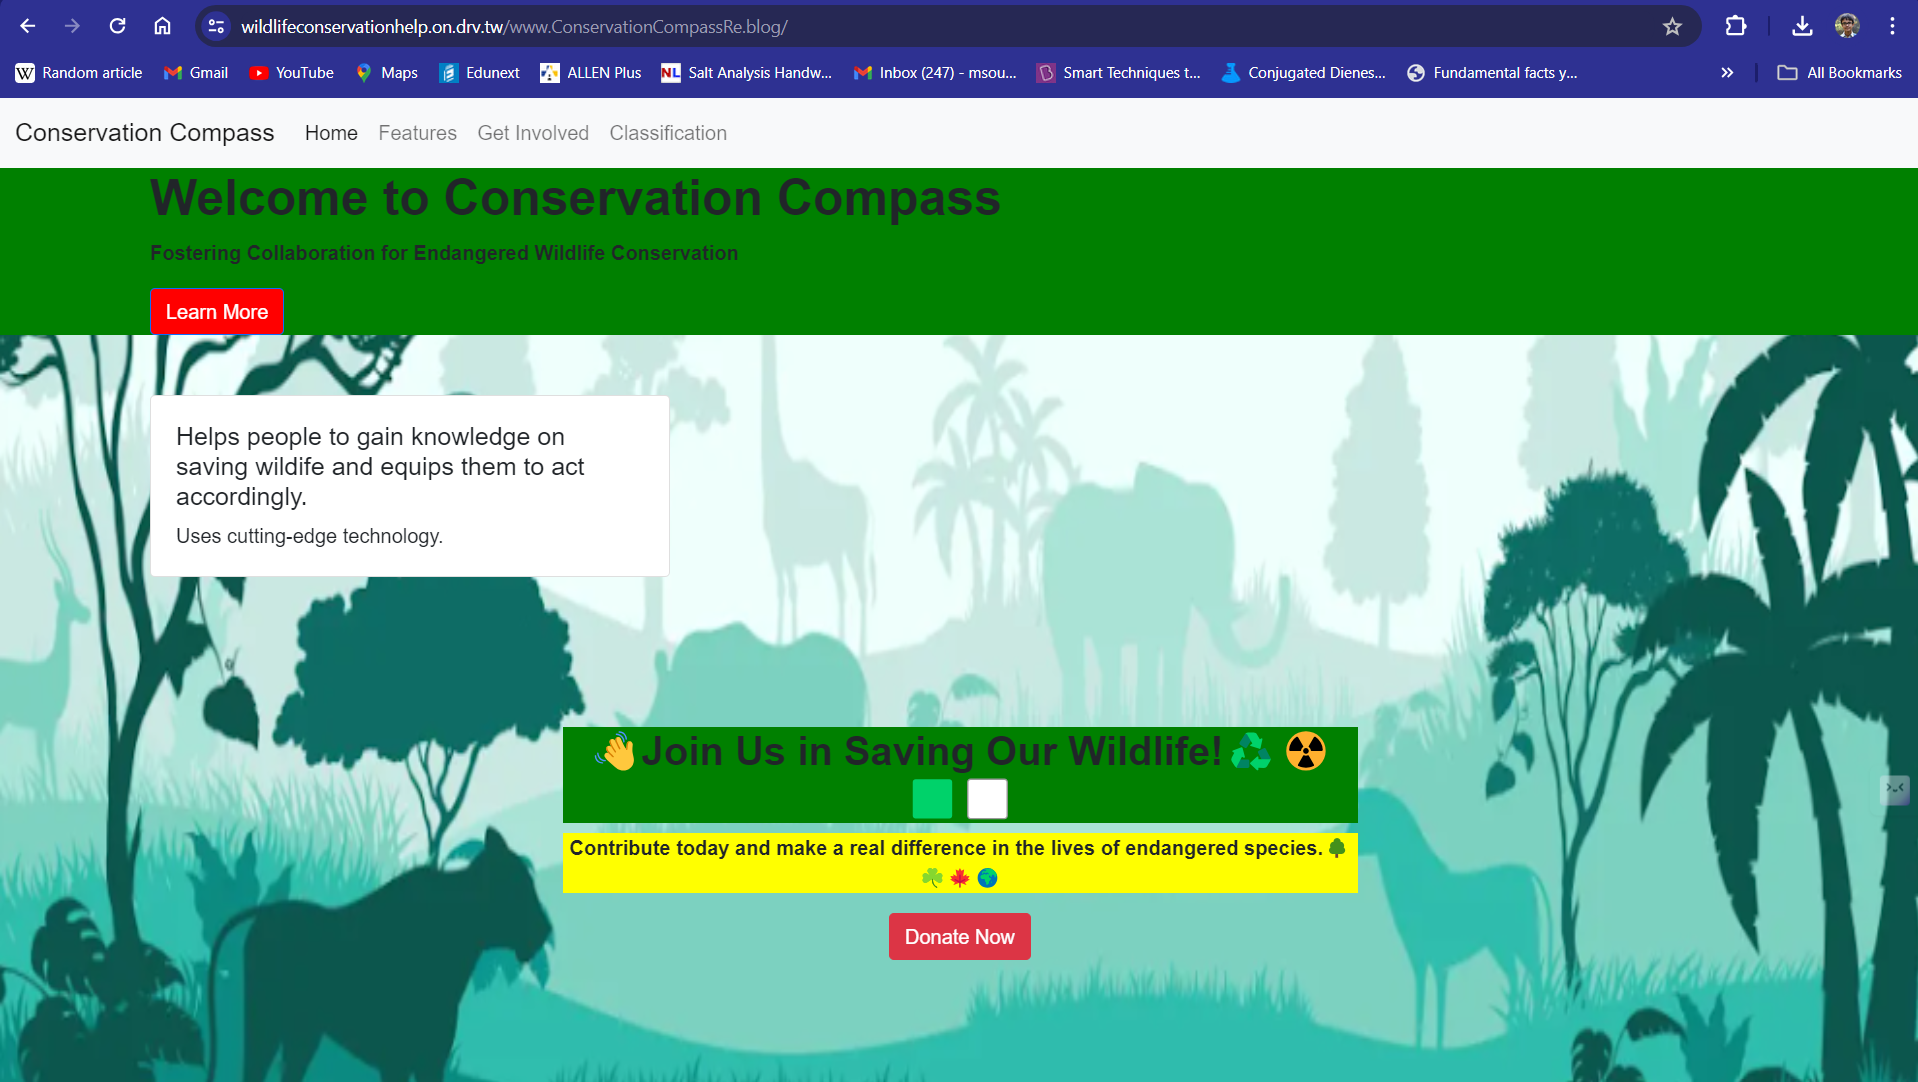 wildlifeconservationhelp.on.drv.tw/www.ConservationCompassRe.blog/
Random article Gmail YouTube Maps Edunext ALLEN Plus Salt Analysis Handw... Inbox (247) - msou... Smart Techniques t... Conjugated Dienes... Fundamental facts y... » All Bookmarks
Conservation Compass Home Features Get Involved Classification
Welcome to Conservation Compass
Fostering Collaboration for Endangered Wildlife Conservation
Learn More
Helps people to gain knowledge on
saving wildife and equips them to act
accordingly.
Uses cutting-edge technology.
👋Join Us in Saving Our Wildlife!♻️ ☢️
Contribute today and make a real difference in the lives of endangered species.🌳
☘️ 🍁 🌍
Donate Now